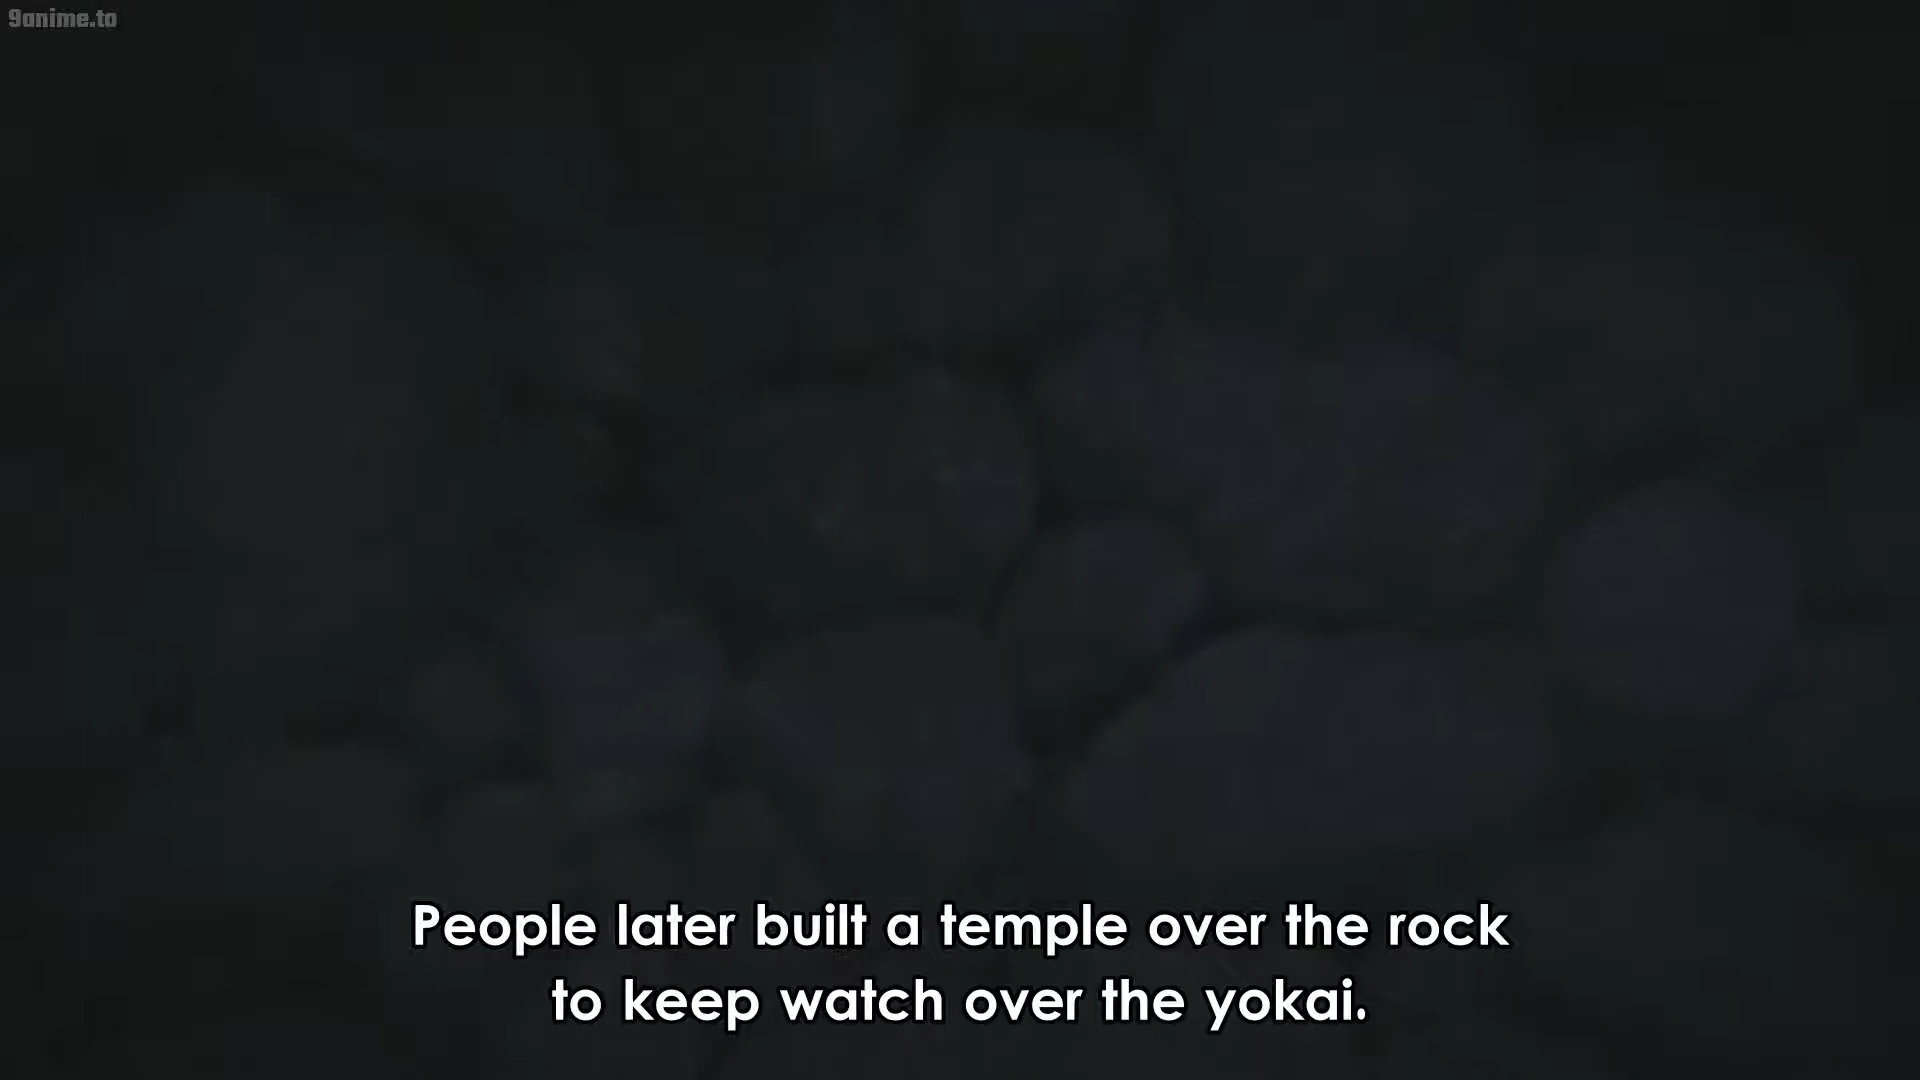 9anime.to
People later built a temple over the rock
to keep watch over the yokai.